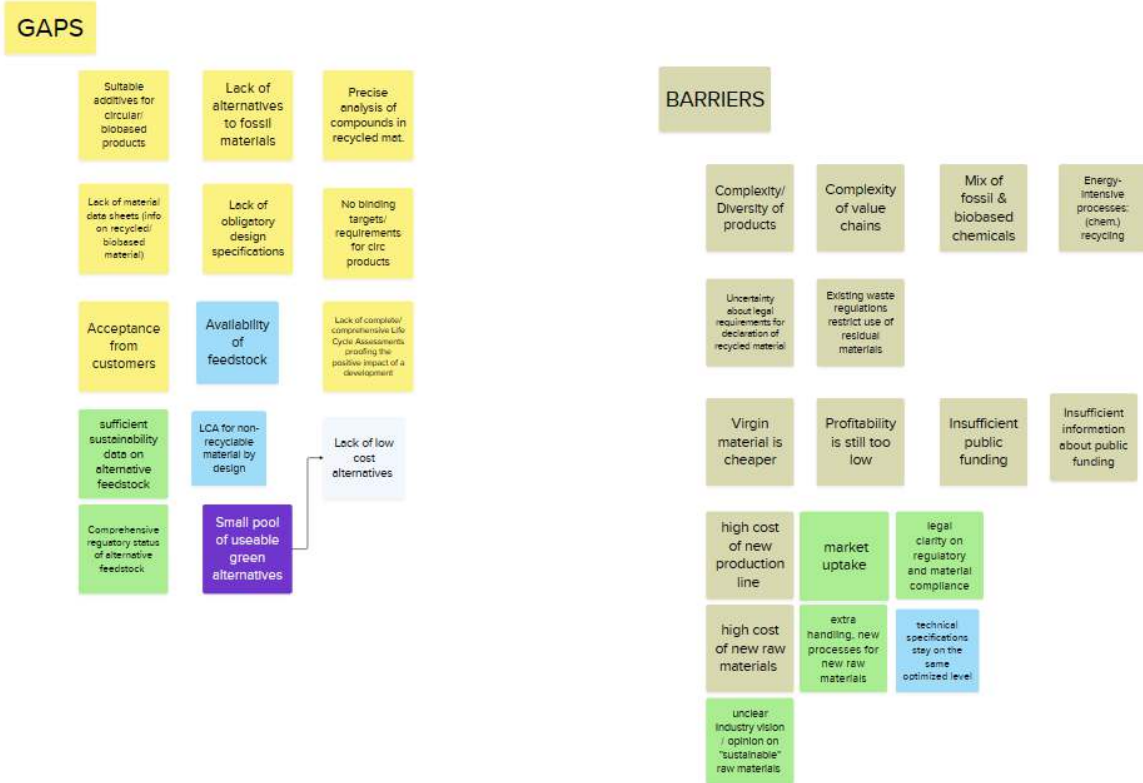 GAPS
Suitable
additives for
circular/
biobased
products
Lack of
alternatives
to fossil
materials
Precise
analysis of
compounds in
recycled mat.
Lack of material
data sheets (info
on recycled/
biobased
material)
Lack of
obligatory
design
specifications
No binding
targets/
requirements
for circ
products
Acceptance
from
customers
Availability
of
feedstock
Lack of complete/
comprehensive Life
Cycle Assessments
proofing the
positive impact of a
development
sufficient
sustainability
data on
alternative
feedstock
LCA for non-
recyclable
material by
design
Lack of low
cost
alternatives
Comprehensive
reguatory status
of alternative
feedstock
Small pool
of useable
green
alternatives
BARRIERS
Complexity/
Diversity of
products
Complexity
of value
chains
Mix of
fossil &
biobased
chemicals
Energy-
intensive
processes:
(chem.)
recycling
Uncertainty
about legal
requirements for
declaration of
recycled material
Existing waste
regulations
restrict use of
residual
materials
Virgin
material is
cheaper
Profitability
is still too
low
Insufficient
public
funding
Insufficient
information
about public
funding
high cost
of new
production
line
market
uptake
legal
clarity on
regulatory
and material
compliance
high cost
of new raw
materials
extra
handling, new
processes for
new raw
materials
technical
specifications
stay on the
same
optimized level
unclear
industry vision
/ opinion on
"sustainable"
raw materials